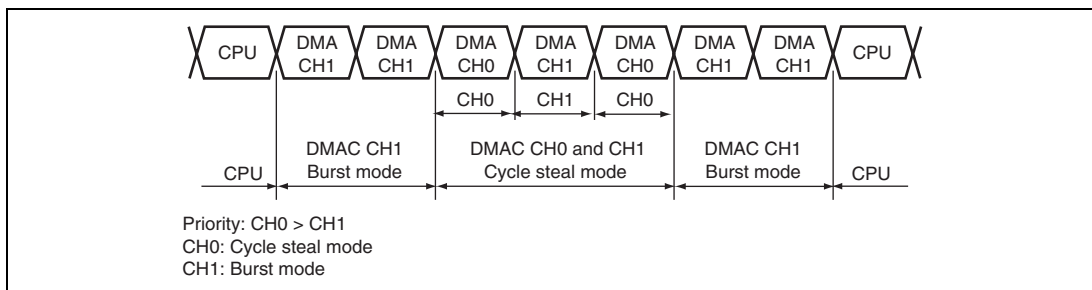 CPU DMA DMA DMA DMA DMA DMA DMA CPU
CH1 CH1 CH0 CH1 CH0 CH1 CH1
CH0 CH1 CH0
DMAC CH1 DMAC CH0 and CH1 DMAC CH1
CPU Burst mode Cycle steal mode Burst mode CPU
Priority: CH0 > CH1
CH0: Cycle steal mode
CH1: Burst mode